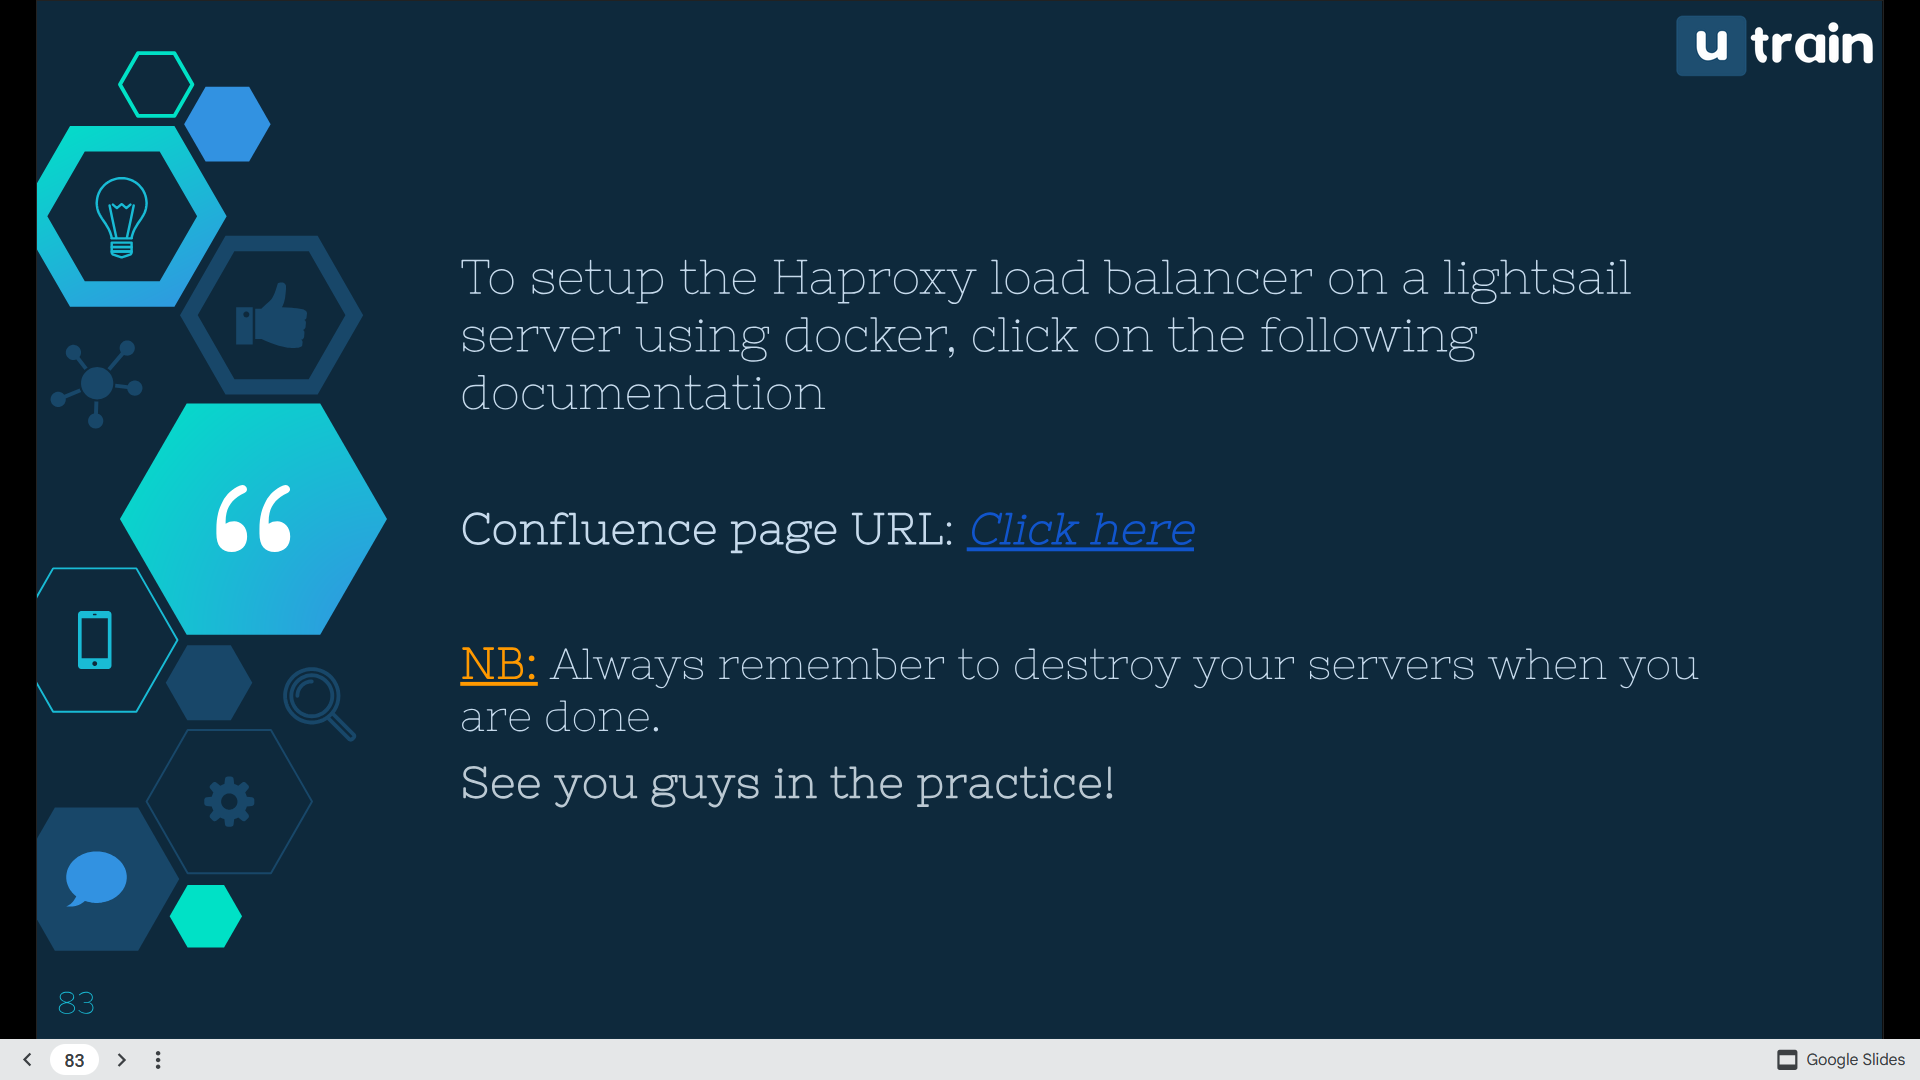 u train
To setup the Haproxy load balancer on a lightsail
server using docker, click on the following
documentation
Confluence page URL: Click here
NB: Always remember to destroy your servers when you
are done.
See you guys in the practice!
83
83
Google Slides